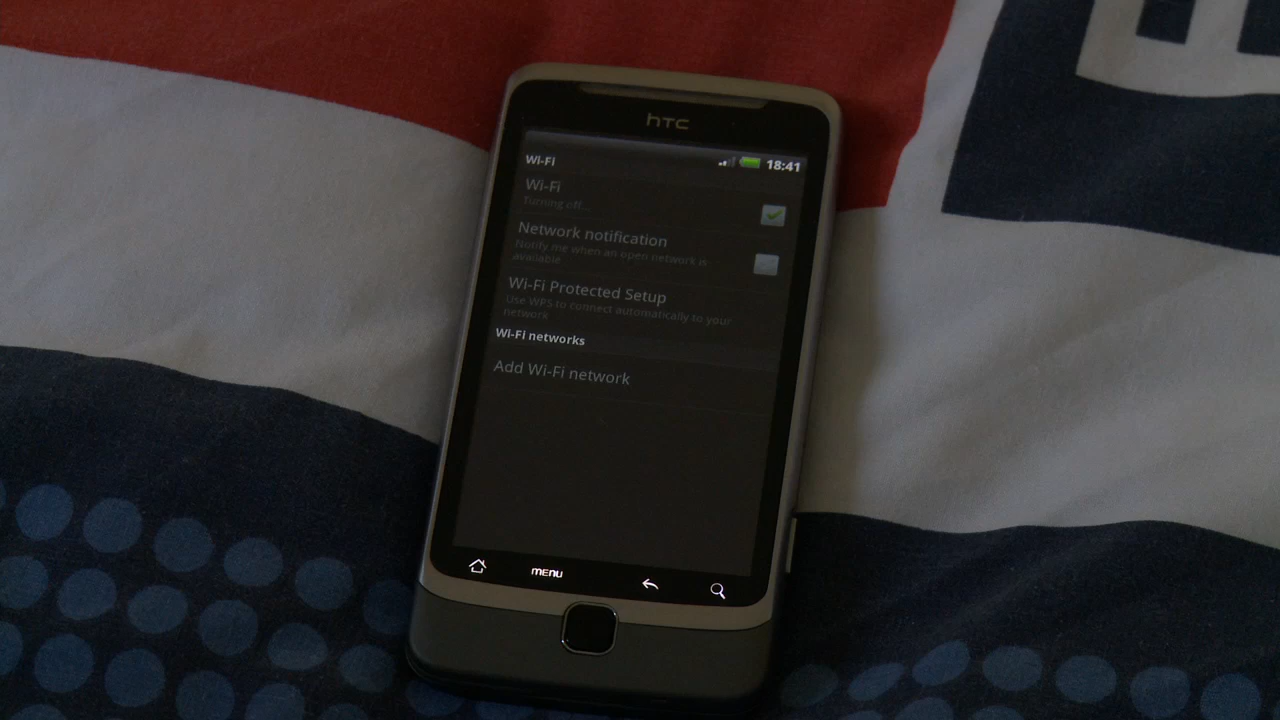 hTC
Wi-Fi
18:41
Wi-Fi
Turning off...
Network notification
Notify me when an open network is
available
Wi-Fi Protected Setup
Use WPS to connect automatically to your
network
Wi-Fi networks
Add Wi-Fi network
MENU